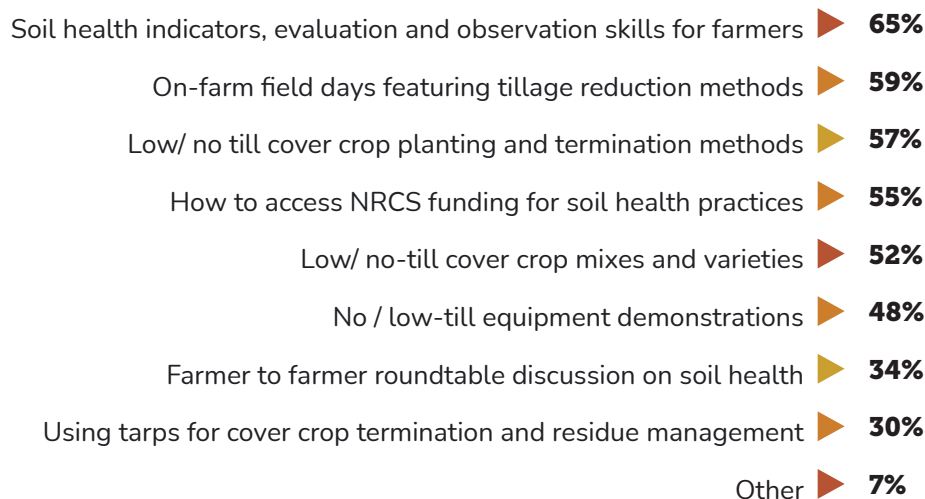 Soil health indicators, evaluation and observation skills for farmers 65%
On-farm field days featuring tillage reduction methods 59%
Low/ no till cover crop planting and termination methods 57%
How to access NRCS funding for soil health practices 55%
Low/ no-till cover crop mixes and varieties 52%
No / low-till equipment demonstrations 48%
Farmer to farmer roundtable discussion on soil health 34%
Using tarps for cover crop termination and residue management 30%
Other 7%